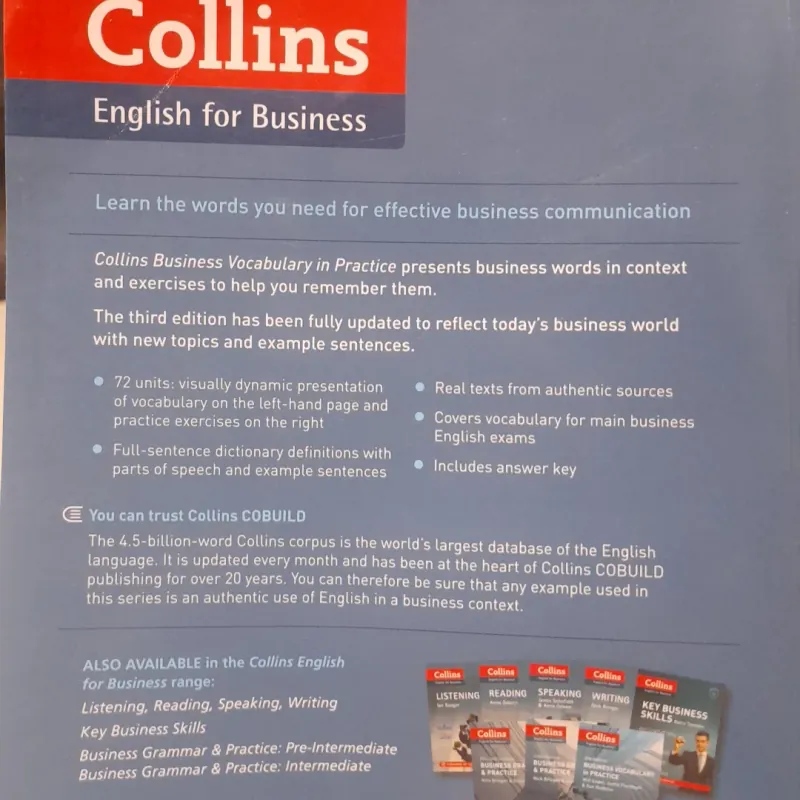 Collins
English for Business
Learn the words you need for effective business communication
Collins Business Vocabulary in Practice presents business words in context
and exercises to help you remember them.
The third edition has been fully updated to reflect today's business world
with new topics and example sentences.
72 units: visually dynamic presentation
of vocabulary on the left-hand page and
practice exercises on the right
Full-sentence dictionary definitions with
parts of speech and example sentences
Real texts from authentic sources
Covers vocabulary for main business
English exams
Includes answer key
You can trust Collins COBUILD
The 4.5-billion-word Collins corpus is the world's largest database of the English
language. It is updated every month and has been at the heart of Collins COBUILD
publishing for over 20 years. You can therefore be sure that any example used in
this series is an authentic use of English in a business context.
ALSO AVAILABLE in the Collins English
for Business range:
Listening, Reading, Speaking, Writing
Key Business Skills
Business Grammar & Practice: Pre-Intermediate
Business Grammar & Practice: Intermediate
Collins
LISTENING
Collins
READING
Collins
SPEAKING
Collins
WRITING
Collins
KEY BUSINESS
SKILLS
Collins
& PRACTICE
Collins
& PRACTICE
Collins
BUSINESS VOCABULARY
IN PRACTICE